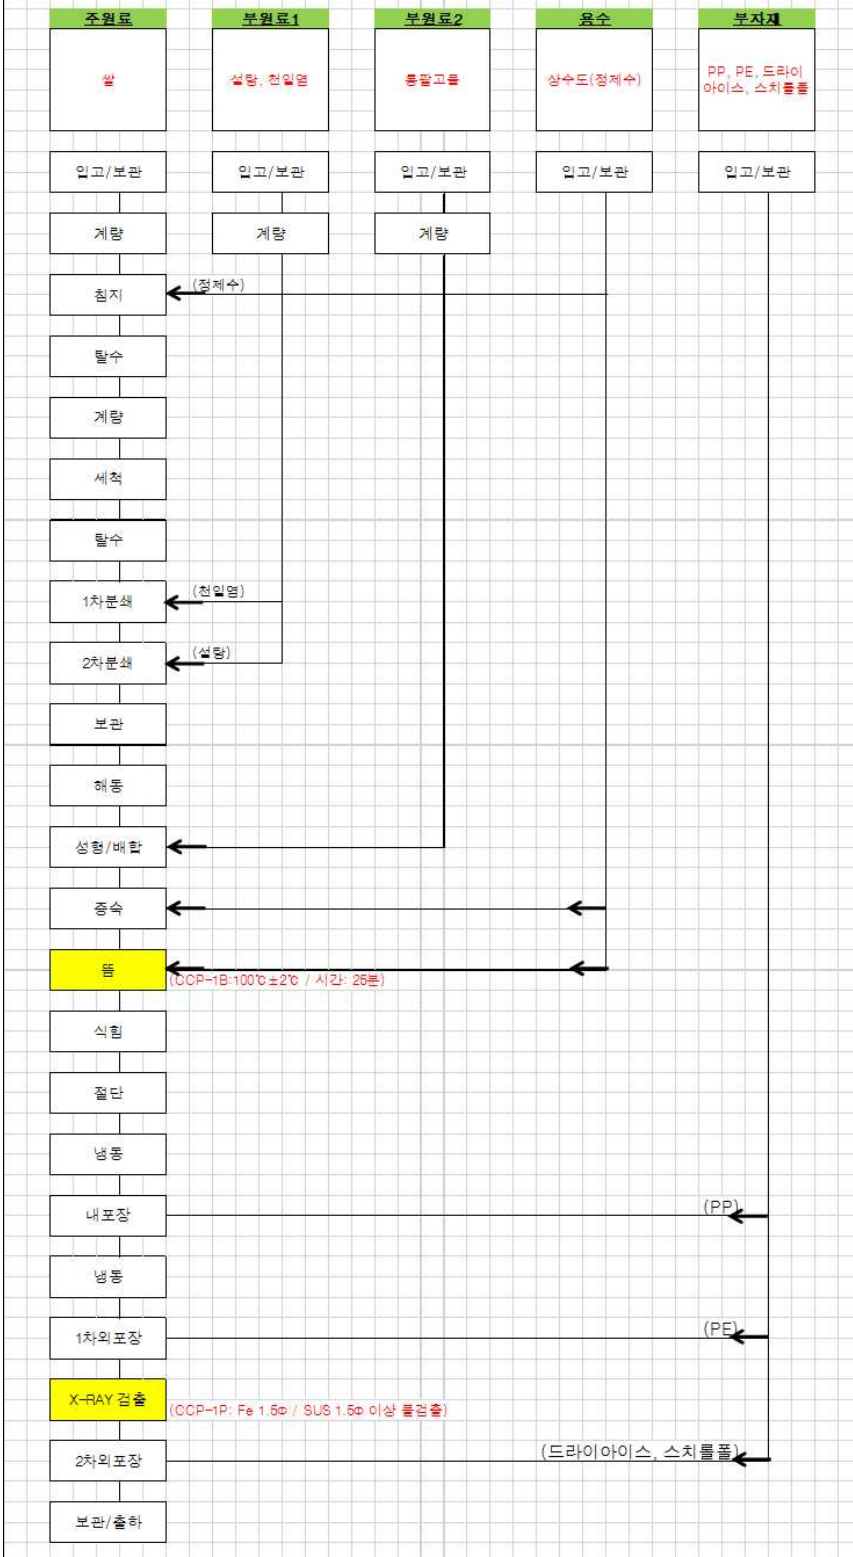 주원료 부원료1 부원료2 용수 부자재
쌀 설탕, 천일염 통팥고물 상수도(정제수) PP, PE, 드라이
아이스, 스치롤폴
입고/보관 입고/보관 입고/보관 입고/보관 입고/보관
계량 계량 계량
침지 (정제수)
탈수
계량
세척
탈수
1차분쇄 (천일염)
2차분쇄 (설탕)
보관
해동
성형/배합
증숙
뜸 (CCP-1B:100℃±2℃ / 시간: 25분)
식힘
절단
냉동
내포장 (PP)
냉동
1차외포장 (PE)
X-RAY 검출 (CCP-1P: Fe 1.5Φ / SUS 1.5Φ 이상 불검출)
2차외포장 (드라이아이스, 스치롤폴)
보관/출하